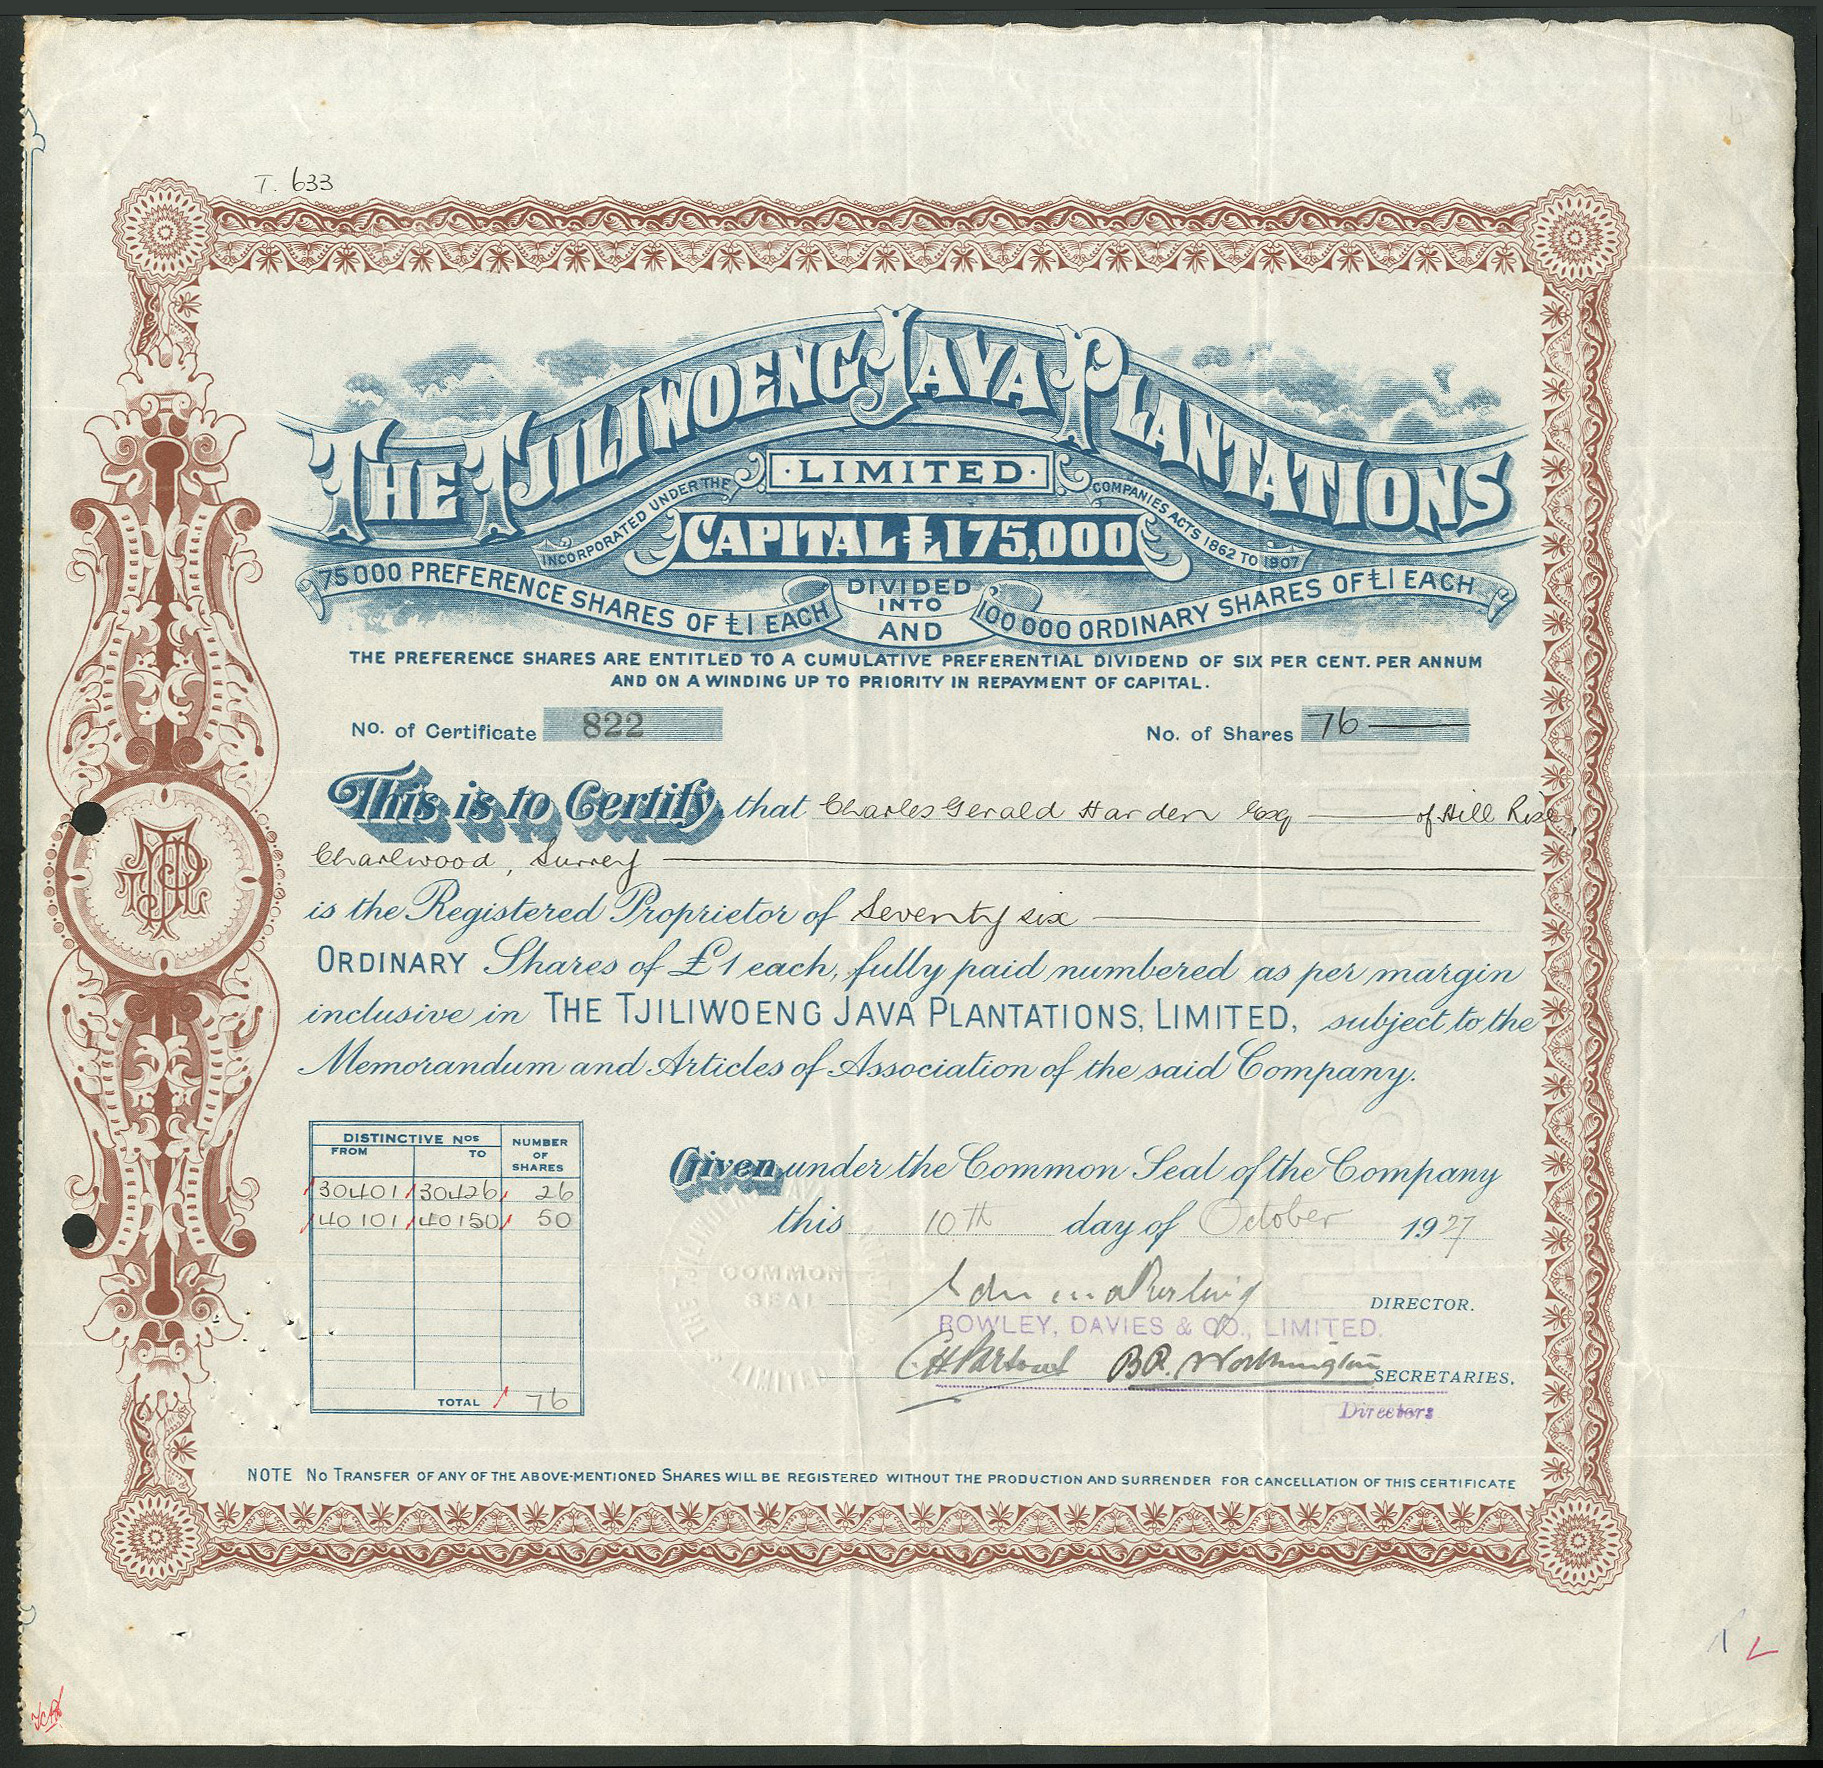 T. 633
THE TJILIWOENG JAVA PLANTATIONS
· LIMITED ·
INCORPORATED UNDER THE COMPANIES ACTS 1862 TO 1907
CAPITAL £175,000
DIVIDED
INTO
75000 PREFERENCE SHARES OF £1 EACH AND 100000 ORDINARY SHARES OF £1 EACH
THE PREFERENCE SHARES ARE ENTITLED TO A CUMULATIVE PREFERENTIAL DIVIDEND OF SIX PER CENT. PER ANNUM
AND ON A WINDING UP TO PRIORITY IN REPAYMENT OF CAPITAL.
No. of Certificate 822 No. of Shares 76
This is to Certify that Charles Gerald Harden Esq of Hill Rise,
Charlwood, Surrey
is the Registered Proprietor of Seventy six
ORDINARY Shares of £1 each, fully paid numbered as per margin
inclusive in THE TJILIWOENG JAVA PLANTATIONS, LIMITED, subject to the
Memorandum and Articles of Association of the said Company.
DISTINCTIVE Nos NUMBER OF SHARES
FROM TO
30401 30426 26
40101 40150 50
TOTAL 76
Given under the Common Seal of the Company
this 10th day of October 1927
COMMON
SEAL
THE TJILIWOENG JAVA
LIMITED
DIRECTOR.
ROWLEY, DAVIES & CO., LIMITED.
B.R. Worthington SECRETARIES.
Directors
NOTE NO TRANSFER OF ANY OF THE ABOVE-MENTIONED SHARES WILL BE REGISTERED WITHOUT THE PRODUCTION AND SURRENDER FOR CANCELLATION OF THIS CERTIFICATE